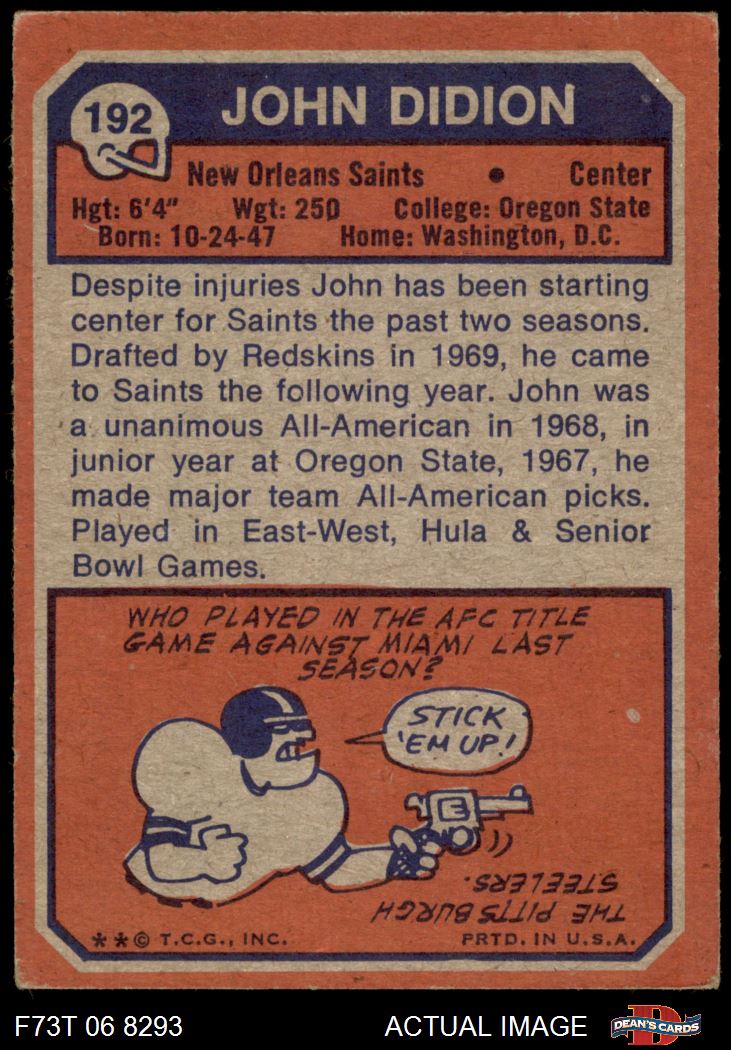 192
JOHN DIDION
New Orleans Saints • Center
Hgt: 6'4" Wgt: 250 College: Oregon State
Born: 10-24-47 Home: Washington, D.C.
Despite injuries John has been starting
center for Saints the past two seasons.
Drafted by Redskins in 1969, he came
to Saints the following year. John was
a unanimous All-American in 1968, in
junior year at Oregon State, 1967, he
made major team All-American picks.
Played in East-West, Hula & Senior
Bowl Games.
WHO PLAYED IN THE AFC TITLE
GAME AGAINST MIAMI LAST
SEASON?
STICK
'EM UP!
THE PITTSBURGH
STEELERS.
**© T.C.G., INC. PRTD. IN U.S.A.
F73T 06 8293 ACTUAL IMAGE
D
DEAN'S CARDS